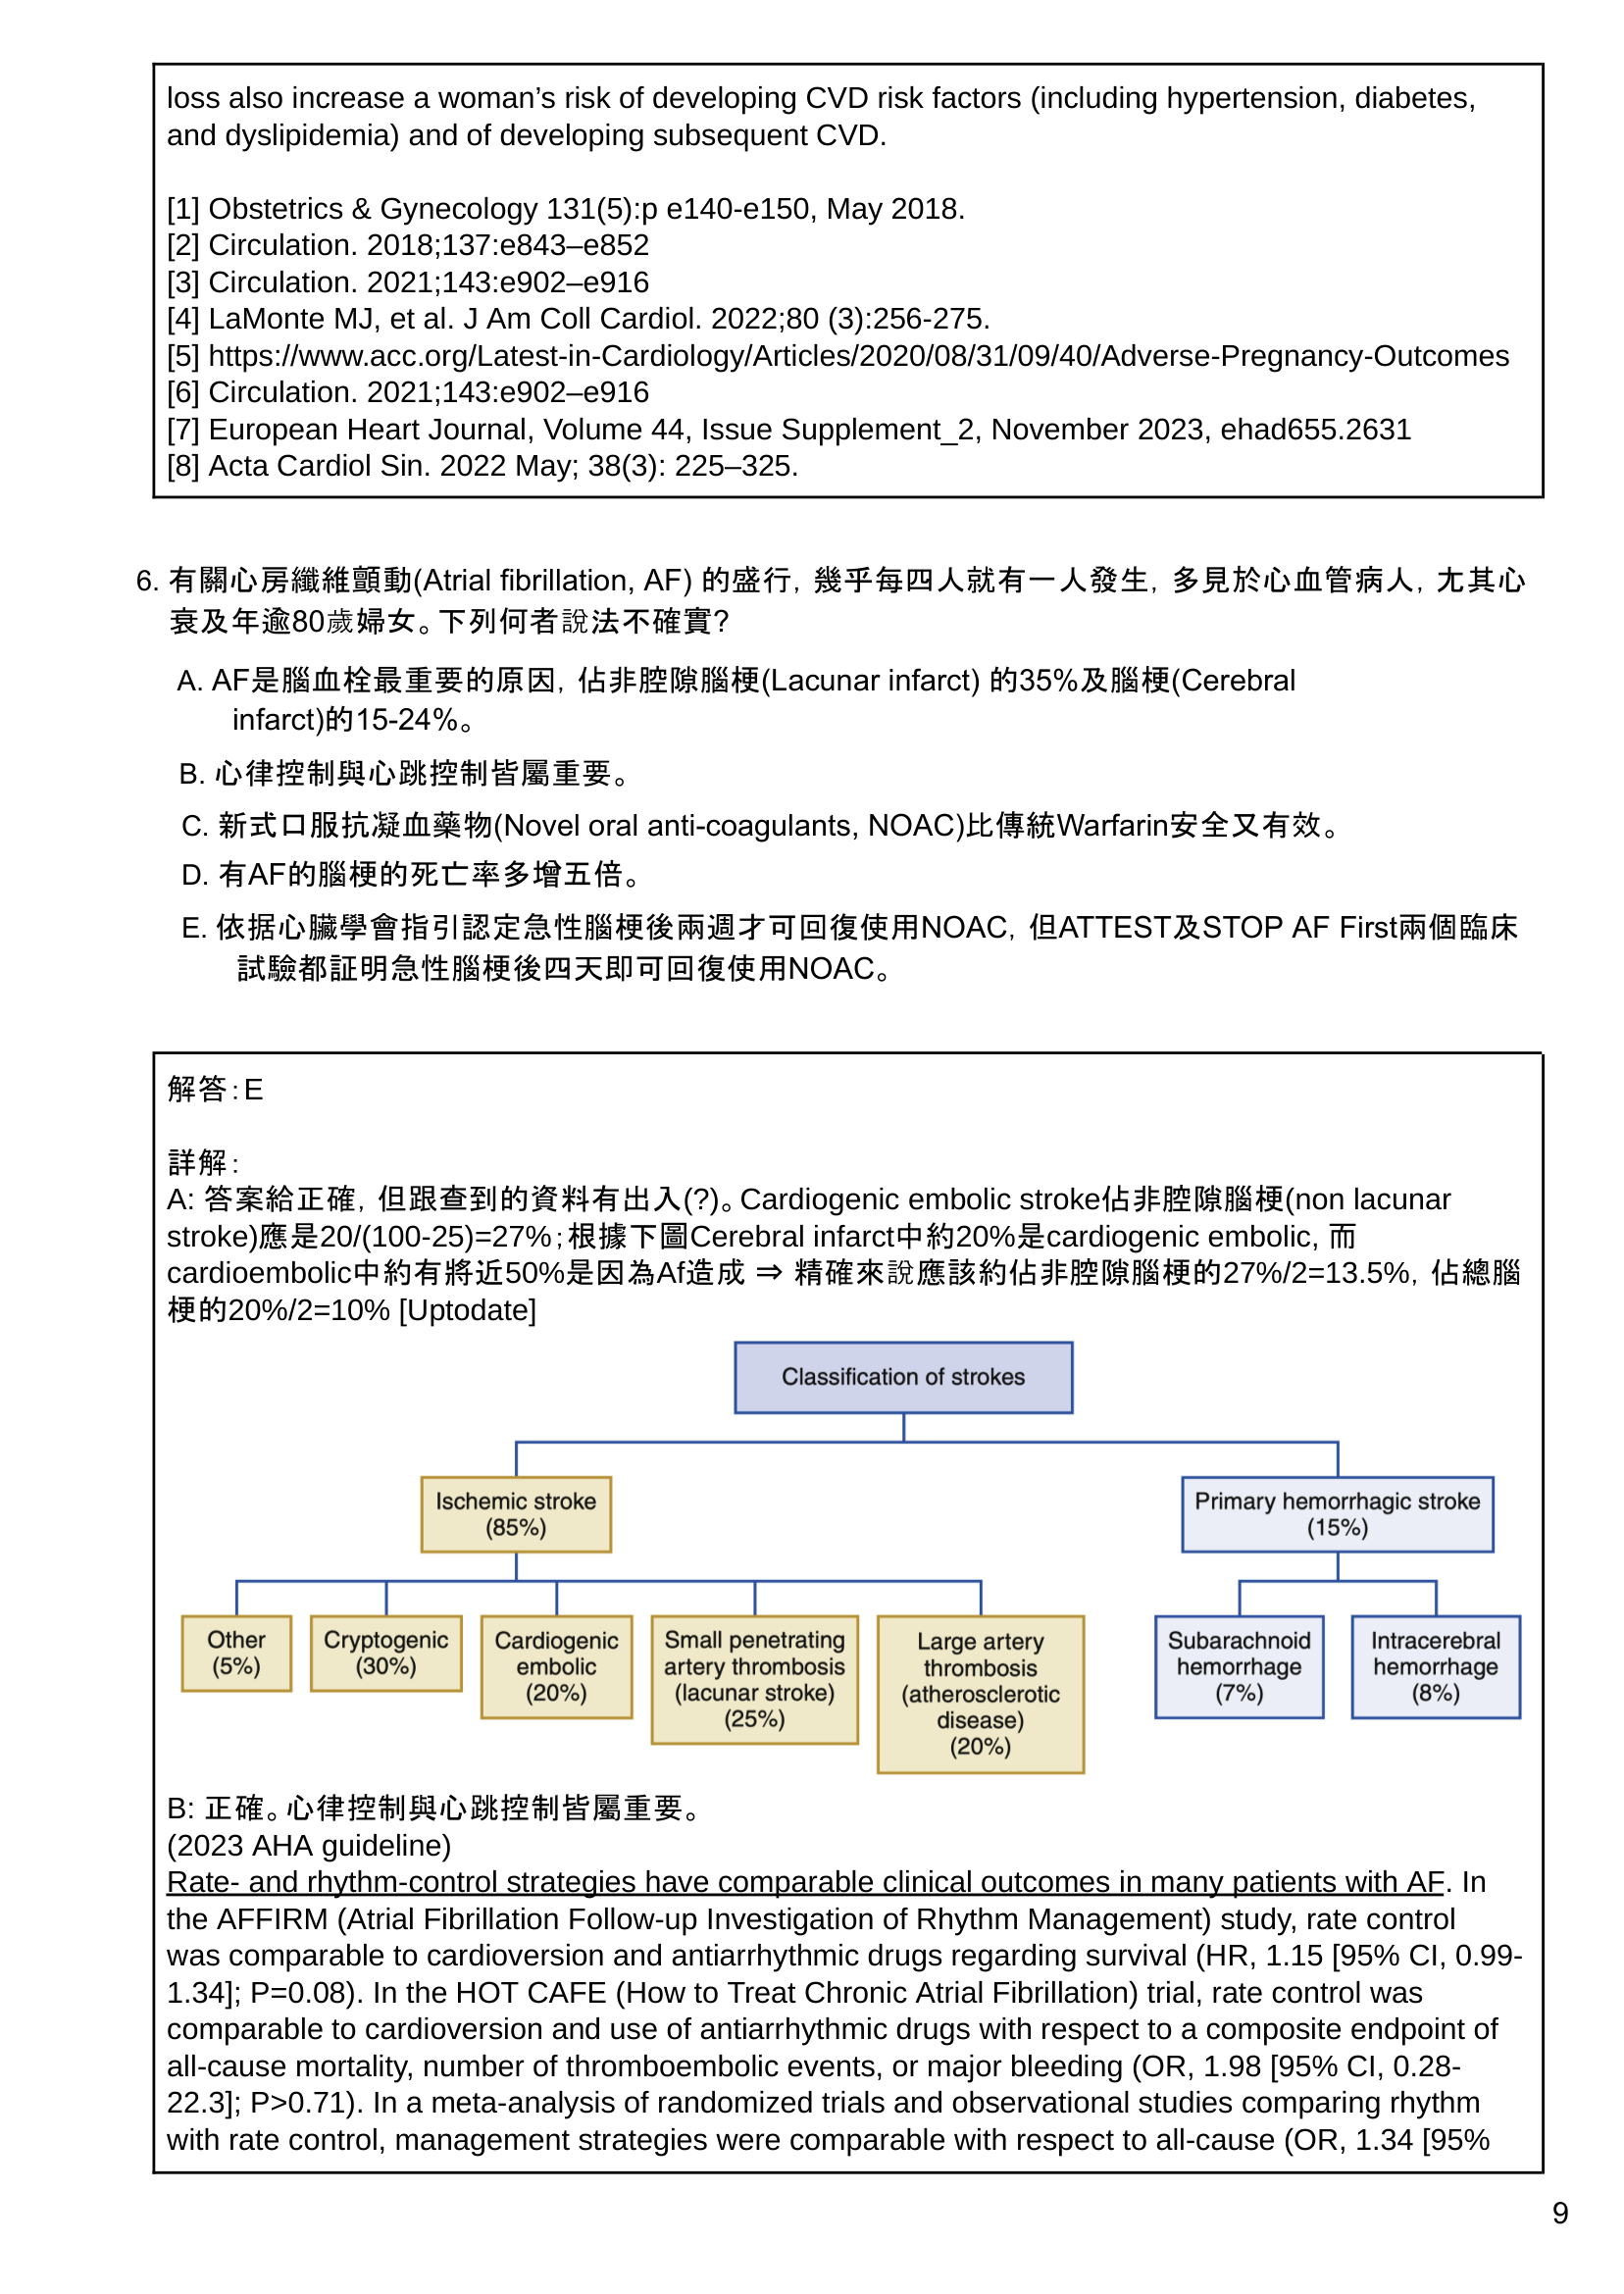 loss also increase a woman’s risk of developing CVD risk factors (including hypertension, diabetes,
and dyslipidemia) and of developing subsequent CVD.
[1] Obstetrics & Gynecology 131(5):p e140-e150, May 2018.
[2] Circulation. 2018;137:e843–e852
[3] Circulation. 2021;143:e902–e916
[4] LaMonte MJ, et al. J Am Coll Cardiol. 2022;80 (3):256-275.
[5] https://www.acc.org/Latest-in-Cardiology/Articles/2020/08/31/09/40/Adverse-Pregnancy-Outcomes
[6] Circulation. 2021;143:e902–e916
[7] European Heart Journal, Volume 44, Issue Supplement_2, November 2023, ehad655.2631
[8] Acta Cardiol Sin. 2022 May; 38(3): 225–325.
6. 有關心房纖維顫動(Atrial fibrillation, AF) 的盛行，幾乎每四人就有一人發生，多見於心血管病人，尤其心
衰及年逾80歲婦女。下列何者說法不確實?
A. AF是腦血栓最重要的原因，佔非腔隙腦梗(Lacunar infarct) 的35%及腦梗(Cerebral
infarct)的15-24%。
B. 心律控制與心跳控制皆屬重要。
C. 新式口服抗凝血藥物(Novel oral anti-coagulants, NOAC)比傳統Warfarin安全又有效。
D. 有AF的腦梗的死亡率多增五倍。
E. 依据心臟學會指引認定急性腦梗後兩週才可回復使用NOAC，但ATTEST及STOP AF First兩個臨床
試驗都証明急性腦梗後四天即可回復使用NOAC。
解答：E
詳解：
A: 答案給正確，但跟查到的資料有出入(?)。Cardiogenic embolic stroke佔非腔隙腦梗(non lacunar
stroke)應是20/(100-25)=27%；根據下圖Cerebral infarct中約20%是cardiogenic embolic, 而
cardioembolic中約有將近50%是因為Af造成 ⇒ 精確來說應該約佔非腔隙腦梗的27%/2=13.5%，佔總腦
梗的20%/2=10% [Uptodate]
Classification of strokes
Ischemic stroke
(85%)
Primary hemorrhagic stroke
(15%)
Other
(5%)
Cryptogenic
(30%)
Cardiogenic
embolic
(20%)
Small penetrating
artery thrombosis
(lacunar stroke)
(25%)
Large artery
thrombosis
(atherosclerotic
disease)
(20%)
Subarachnoid
hemorrhage
(7%)
Intracerebral
hemorrhage
(8%)
B: 正確。心律控制與心跳控制皆屬重要。
(2023 AHA guideline)
Rate- and rhythm-control strategies have comparable clinical outcomes in many patients with AF. In
the AFFIRM (Atrial Fibrillation Follow-up Investigation of Rhythm Management) study, rate control
was comparable to cardioversion and antiarrhythmic drugs regarding survival (HR, 1.15 [95% CI, 0.99-
1.34]; P=0.08). In the HOT CAFE (How to Treat Chronic Atrial Fibrillation) trial, rate control was
comparable to cardioversion and use of antiarrhythmic drugs with respect to a composite endpoint of
all-cause mortality, number of thromboembolic events, or major bleeding (OR, 1.98 [95% CI, 0.28-
22.3]; P>0.71). In a meta-analysis of randomized trials and observational studies comparing rhythm
with rate control, management strategies were comparable with respect to all-cause (OR, 1.34 [95%
9